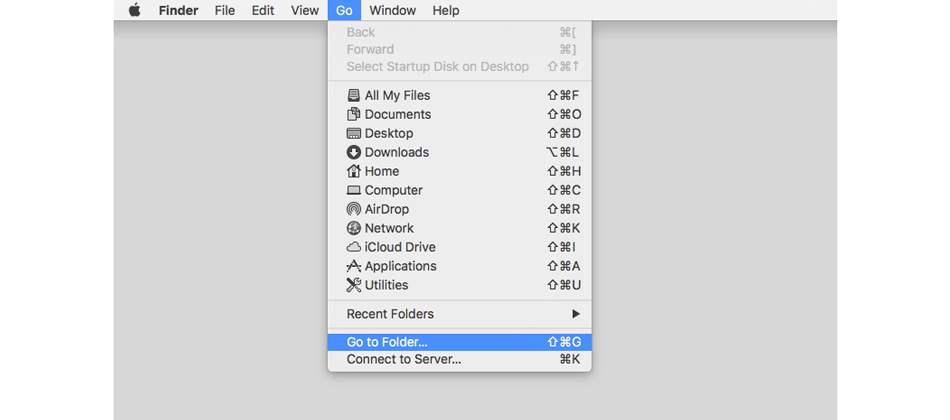 Finder File Edit View Go Window Help
Back ⌘[
Forward ⌘]
Select Startup Disk on Desktop ⇧⌘↑
All My Files ⇧⌘F
Documents ⇧⌘O
Desktop ⇧⌘D
Downloads ⌥⌘L
Home ⇧⌘H
Computer ⇧⌘C
AirDrop ⇧⌘R
Network ⇧⌘K
iCloud Drive ⇧⌘I
Applications ⇧⌘A
Utilities ⇧⌘U
Recent Folders ▶
Go to Folder... ⇧⌘G
Connect to Server... ⌘K